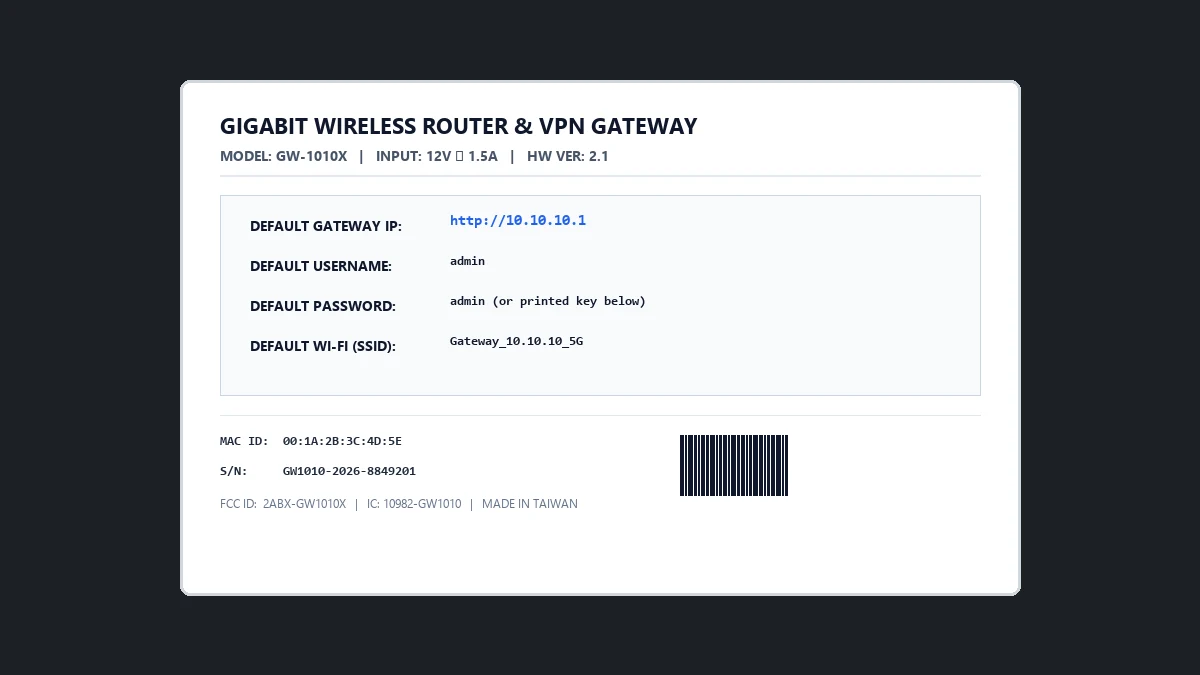 GIGABIT WIRELESS ROUTER & VPN GATEWAY
MODEL: GW-1010X | INPUT: 12V ▯ 1.5A | HW VER: 2.1
DEFAULT GATEWAY IP: http://10.10.10.1
DEFAULT USERNAME: admin
DEFAULT PASSWORD: admin (or printed key below)
DEFAULT WI-FI (SSID): Gateway_10.10.10_5G
MAC ID: 00:1A:2B:3C:4D:5E
S/N: GW1010-2026-8849201
FCC ID: 2ABX-GW1010X | IC: 10982-GW1010 | MADE IN TAIWAN